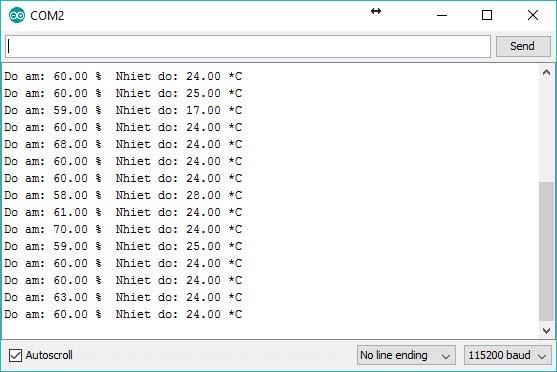 COM2
Send
Do am: 60.00 %  Nhiet do: 24.00 *C
Do am: 60.00 %  Nhiet do: 25.00 *C
Do am: 59.00 %  Nhiet do: 17.00 *C
Do am: 60.00 %  Nhiet do: 24.00 *C
Do am: 68.00 %  Nhiet do: 24.00 *C
Do am: 60.00 %  Nhiet do: 24.00 *C
Do am: 60.00 %  Nhiet do: 24.00 *C
Do am: 58.00 %  Nhiet do: 28.00 *C
Do am: 61.00 %  Nhiet do: 24.00 *C
Do am: 70.00 %  Nhiet do: 24.00 *C
Do am: 59.00 %  Nhiet do: 25.00 *C
Do am: 60.00 %  Nhiet do: 24.00 *C
Do am: 60.00 %  Nhiet do: 24.00 *C
Do am: 63.00 %  Nhiet do: 24.00 *C
Do am: 60.00 %  Nhiet do: 24.00 *C
Autoscroll No line ending 115200 baud